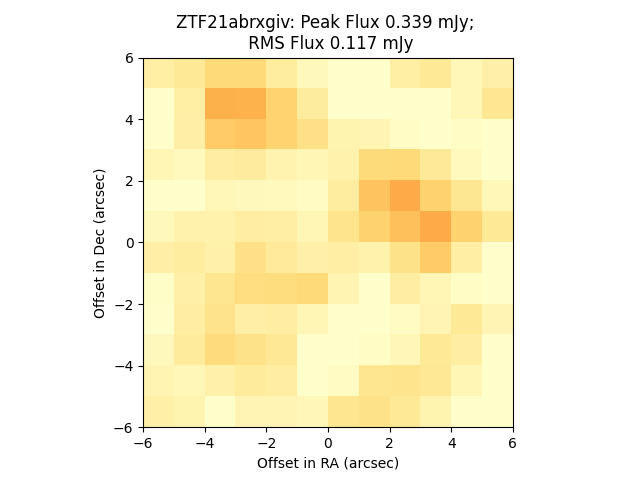 ZTF21abrxgiv: Peak Flux 0.339 mJy;
RMS Flux 0.117 mJy
6
4
2
0
−2
−4
−6
Offset in Dec (arcsec)
−6 −4 −2 0 2 4 6
Offset in RA (arcsec)